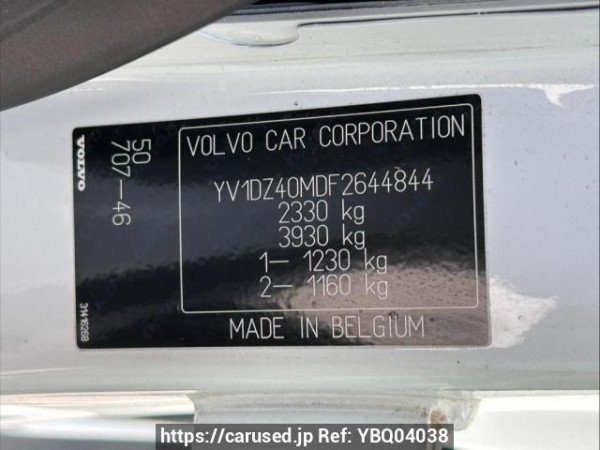 VOLVO
50
707-46
31418268
VOLVO CAR CORPORATION
YV1DZ40MDF2644844
2330 kg
3930 kg
1- 1230 kg
2- 1160 kg
MADE IN BELGIUM
https://carused.jp Ref: YBQ04038